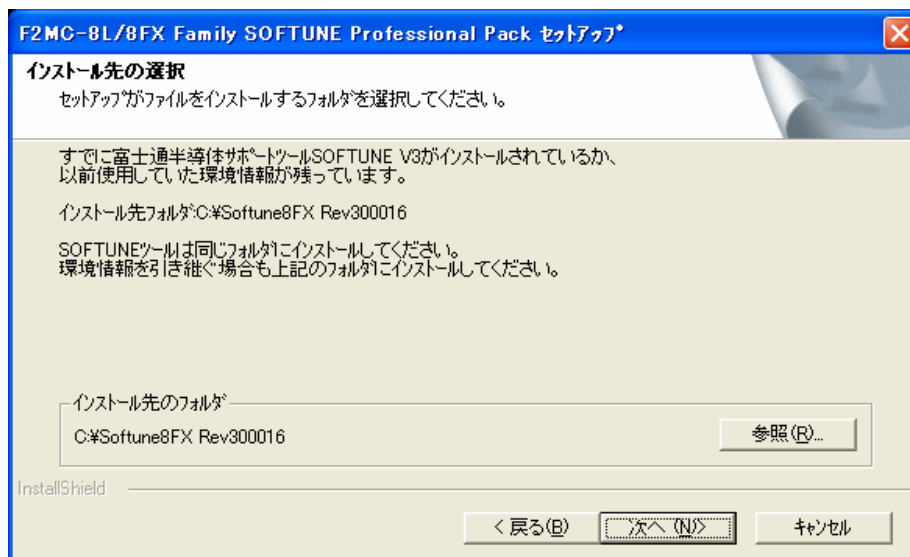 F2MC-8L/8FX Family SOFTUNE Professional Pack ｾｯﾄｱｯﾌﾟ
インストール先の選択
ｾｯﾄｱｯﾌﾟがﾌｧｲﾙをｲﾝｽﾄｰﾙするﾌｫﾙﾀﾞを選択してください。
すでに富士通半導体ｻﾎﾟｰﾄﾂｰﾙSOFTUNE V3がｲﾝｽﾄｰﾙされているか、
以前使用していた環境情報が残っています。
ｲﾝｽﾄｰﾙ先ﾌｫﾙﾀﾞ:C:¥Softune8FX Rev300016
SOFTUNEﾂｰﾙは同じﾌｫﾙﾀﾞにｲﾝｽﾄｰﾙしてください。
環境情報を引き継ぐ場合も上記のﾌｫﾙﾀﾞにｲﾝｽﾄｰﾙしてください。
ｲﾝｽﾄｰﾙ先のﾌｫﾙﾀﾞ
C:¥Softune8FX Rev300016
参照(R)...
InstallShield
< 戻る(B)
次へ (N)>
ｷｬﾝｾﾙ